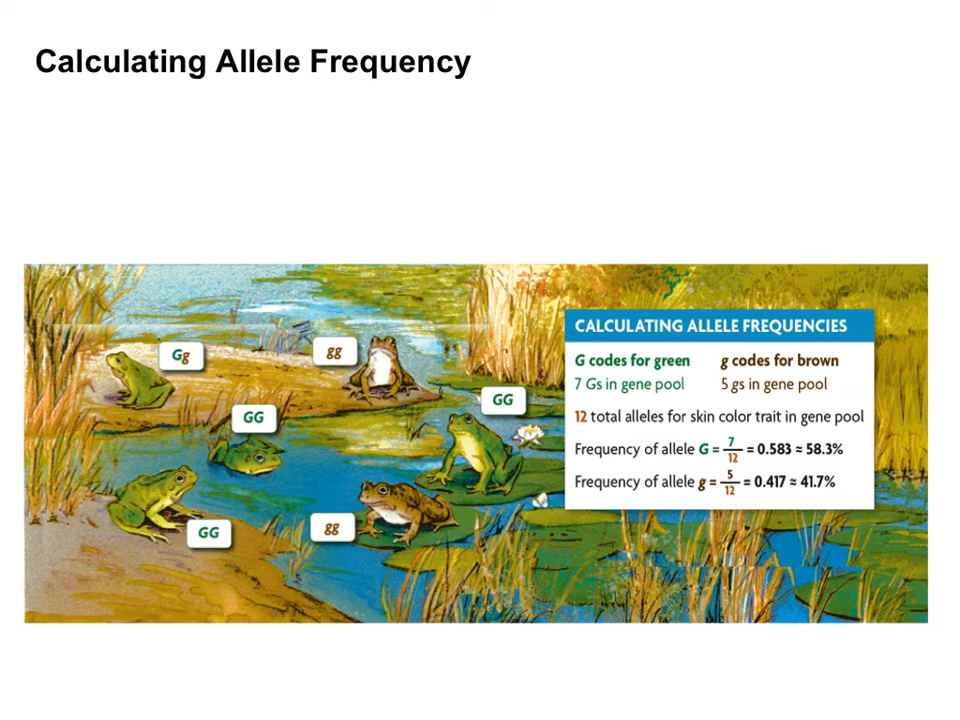 Calculating Allele Frequency
Gg
gg
GG
GG
GG
gg
CALCULATING ALLELE FREQUENCIES
G codes for green g codes for brown
7 Gs in gene pool 5 gs in gene pool
12 total alleles for skin color trait in gene pool
Frequency of allele G = 7/12 = 0.583 ≈ 58.3%
Frequency of allele g = 5/12 = 0.417 ≈ 41.7%